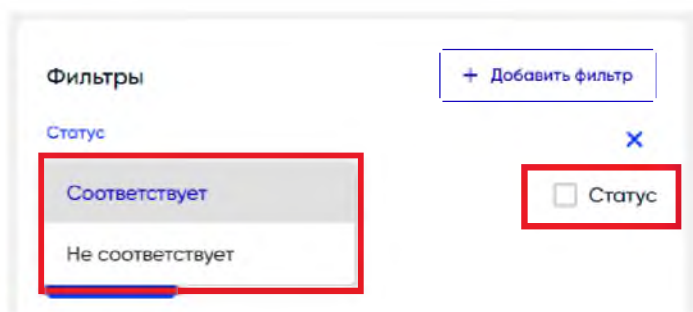 Фильтры
+ Добавить фильтр
Статус
Соответствует
Статус
Не соответствует